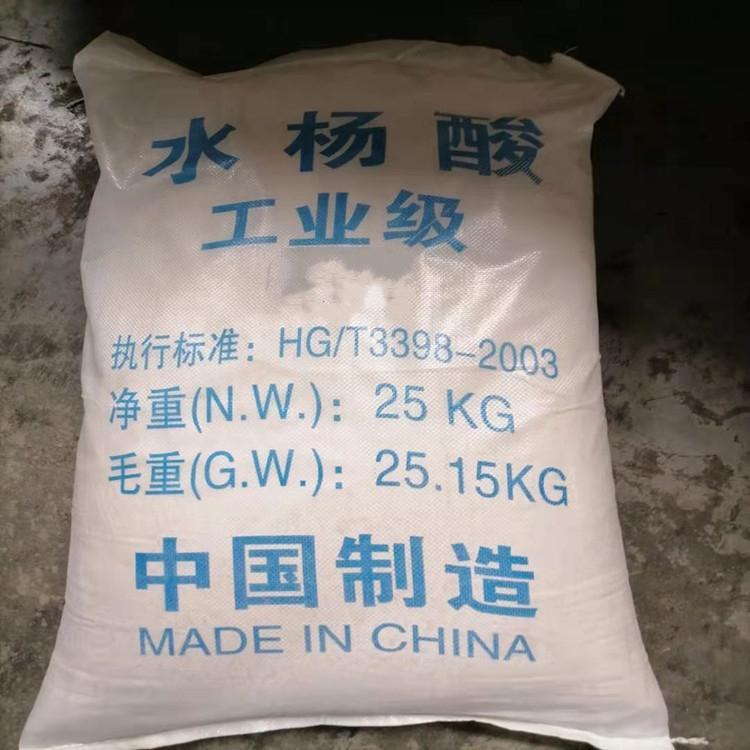 水杨酸
工业级
执行标准：HG/T3398-2003
净重(N.W.)：25 KG
毛重(G.W.)：25.15KG
中国制造
MADE IN CHINA